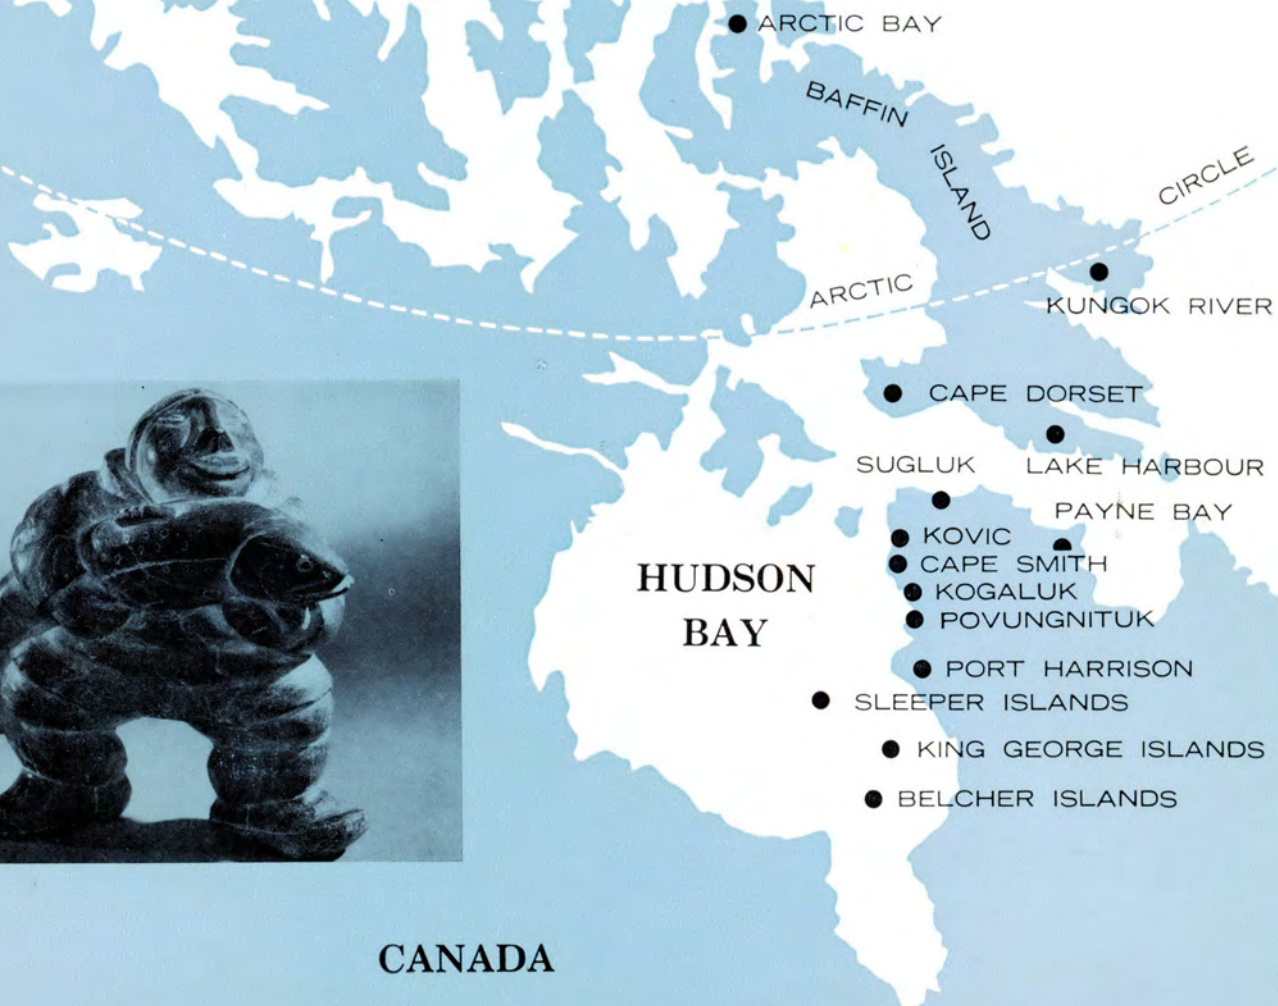 ARCTIC BAY
BAFFIN
ISLAND
CIRCLE
ARCTIC
KUNGOK RIVER
CAPE DORSET
SUGLUK
LAKE HARBOUR
PAYNE BAY
KOVIC
CAPE SMITH
KOGALUK
POVUNGNITUK
HUDSON
BAY
PORT HARRISON
SLEEPER ISLANDS
KING GEORGE ISLANDS
BELCHER ISLANDS
CANADA